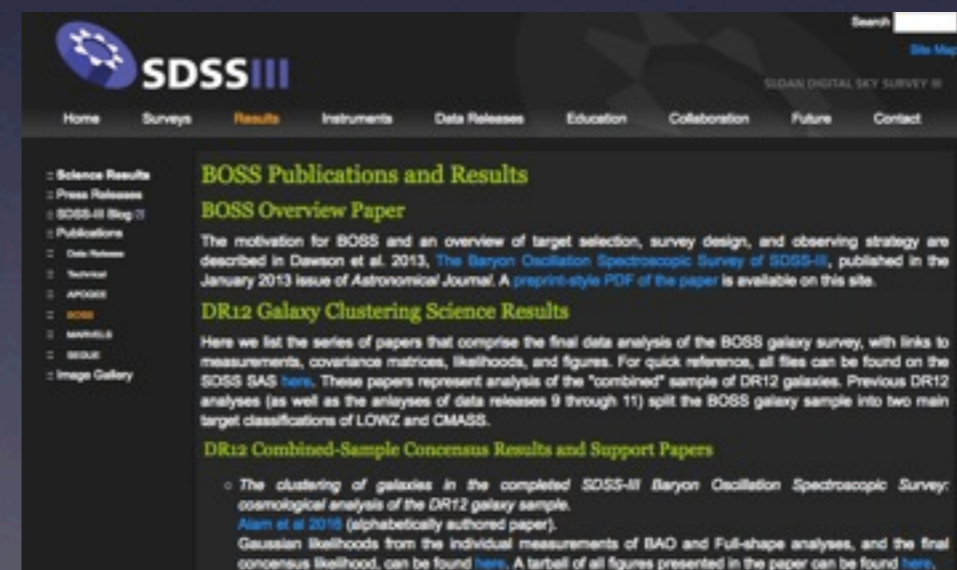 Search
Site Map
SDSSIII
SLOAN DIGITAL SKY SURVEY III
Home Surveys Results Instruments Data Releases Education Collaboration Future Contact
:: Science Results
:: Press Releases
:: SDSS-III Blog
:: Publications
:: Data Release
:: Technical
:: APOGEE
:: BOSS
:: MARVELS
:: SEGUE
:: Image Gallery
BOSS Publications and Results
BOSS Overview Paper
The motivation for BOSS and an overview of target selection, survey design, and observing strategy are
described in Dawson et al. 2013, The Baryon Oscillation Spectroscopic Survey of SDSS-III, published in the
January 2013 issue of Astronomical Journal. A preprint-style PDF of the paper is available on this site.
DR12 Galaxy Clustering Science Results
Here we list the series of papers that comprise the final data analysis of the BOSS galaxy survey, with links to
measurements, covariance matrices, likelihoods, and figures. For quick reference, all files can be found on the
SDSS SAS here. These papers represent analysis of the "combined" sample of DR12 galaxies. Previous DR12
analyses (as well as the anlayses of data releases 9 through 11) split the BOSS galaxy sample into two main
target classifications of LOWZ and CMASS.
DR12 Combined-Sample Concensus Results and Support Papers
○ The clustering of galaxies in the completed SDSS-III Baryon Oscillation Spectroscopic Survey:
cosmological analysis of the DR12 galaxy sample.
Alam et al 2016 (alphabetically authored paper).
Gaussian likelihoods from the individual measurements of BAO and Full-shape analyses, and the final
concensus likelihood, can be found here. A tarball of all figures presented in the paper can be found here.